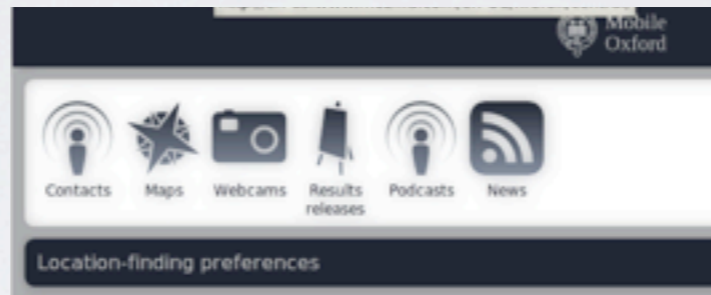 Mobile
Oxford
Contacts
Maps
Webcams
Results
releases
Podcasts
News
Location-finding preferences